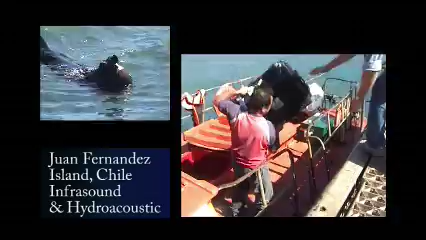 Juan Fernandez
Island, Chile
Infrasound
& Hydroacoustic